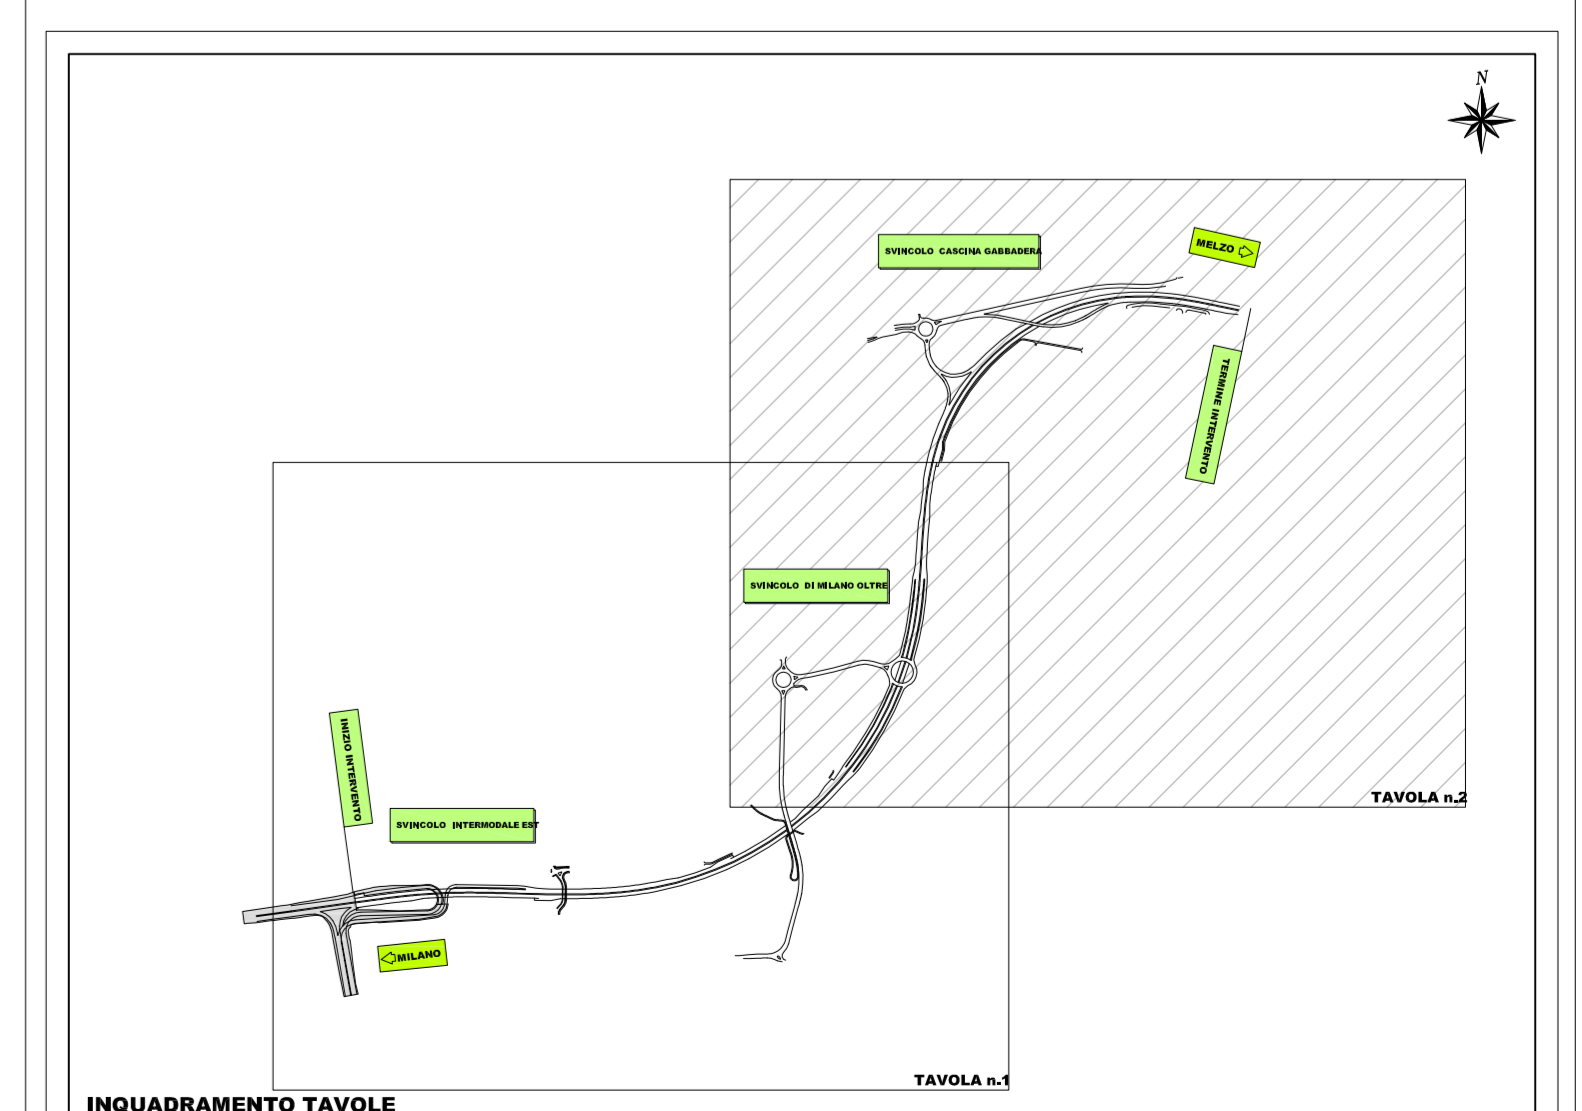 N
SVINCOLO CASCINA GABBADERA
MELZO
TERMINE INTERVENTO
SVINCOLO DI MILANO OLTRE
INIZIO INTERVENTO
TAVOLA n.2
SVINCOLO INTERMODALE EST
MILANO
TAVOLA n.1
INQUADRAMENTO TAVOLE